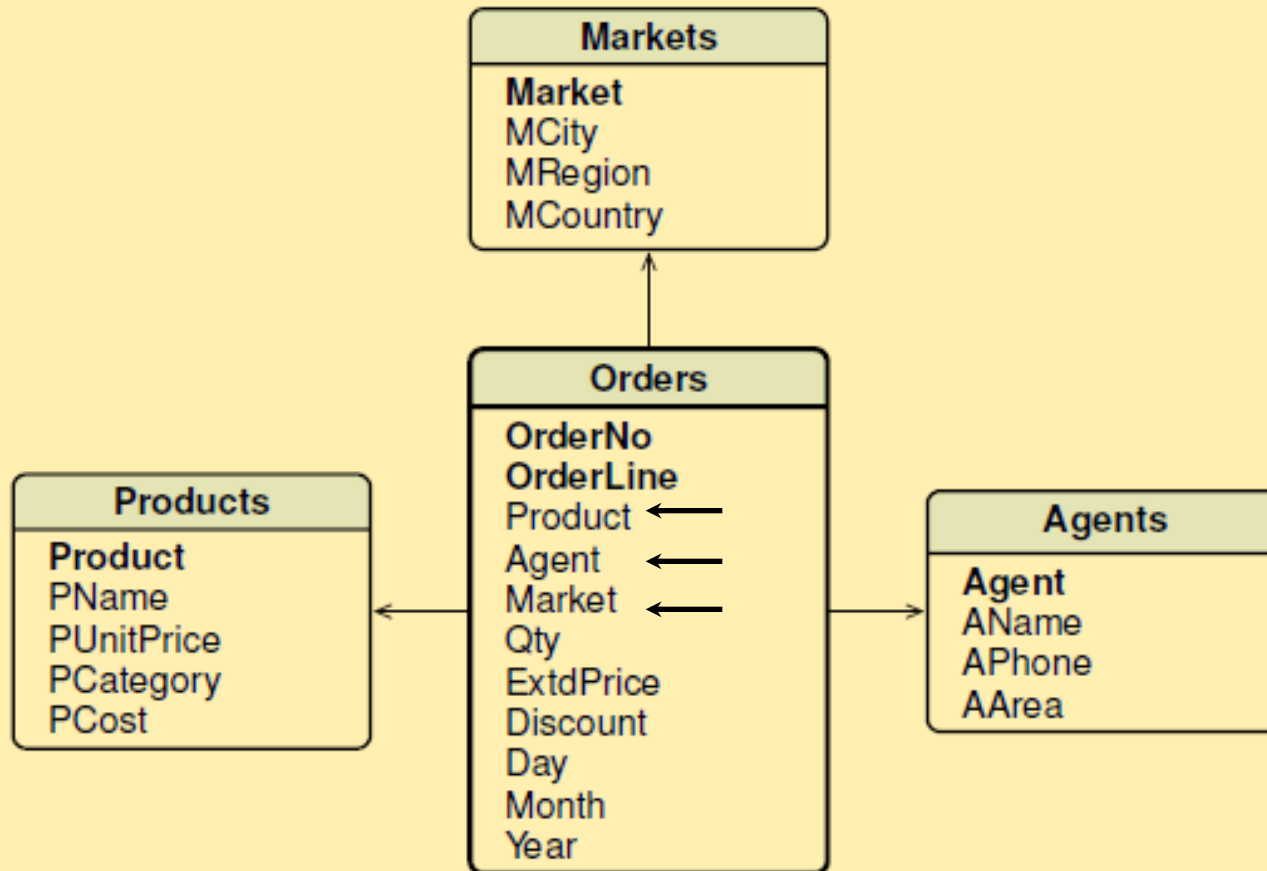 Markets
Market
MCity
MRegion
MCountry
Orders
OrderNo
OrderLine
Product
Agent
Market
Qty
ExtdPrice
Discount
Day
Month
Year
Products
Product
PName
PUnitPrice
PCategory
PCost
Agents
Agent
AName
APhone
AArea